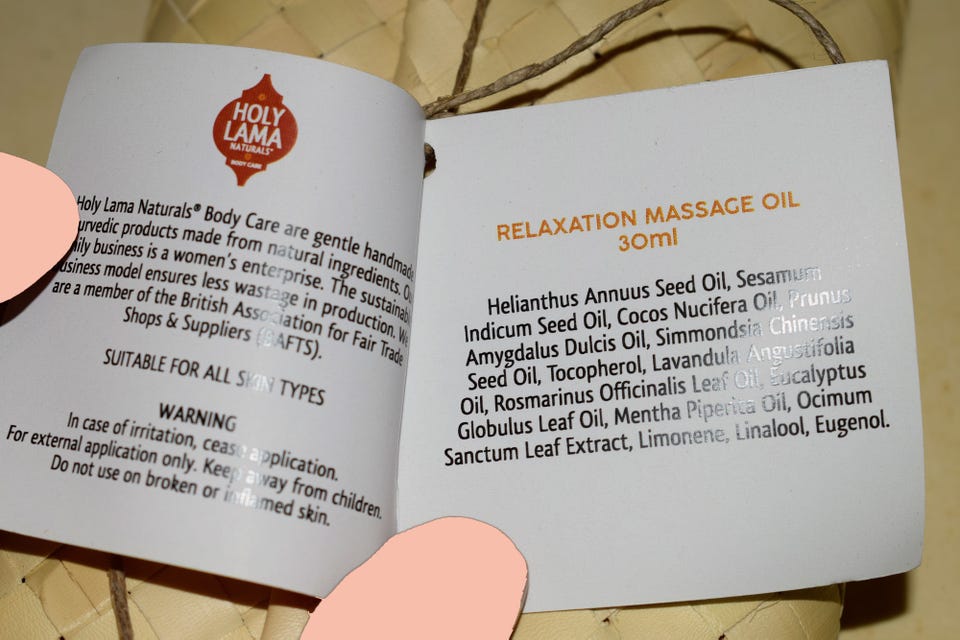 HOLY
LAMA
NATURALS™
BODY CARE
Holy Lama Naturals® Body Care are gentle handmade
products made from natural ingredients.
business is a women's enterprise. The
model ensures less wastage in production. We
are a member of the British Association for Fair Trade
Shops & Suppliers (BAFTS).
SUITABLE FOR ALL SKIN TYPES
WARNING
In case of irritation, cease application.
For external application only. Keep away from children.
Do not use on broken or inflamed skin.
RELAXATION MASSAGE OIL
30ml
Helianthus Annuus Seed Oil, Sesamum
Indicum Seed Oil, Cocos Nucifera Oil, Prunus
Amygdalus Dulcis Oil, Simmondsia Chinensis
Seed Oil, Tocopherol, Lavandula Angustifolia
Oil, Rosmarinus Officinalis Leaf Oil, Eucalyptus
Globulus Leaf Oil, Mentha Piperita Oil, Ocimum
Sanctum Leaf Extract, Limonene, Linalool, Eugenol.